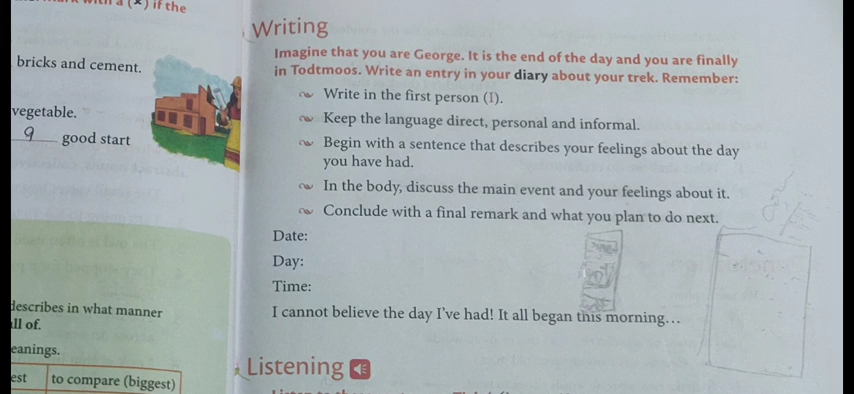 (×) if the
bricks and cement.
vegetable.
9 good start
describes in what manner
all of.
eanings.
est to compare (biggest)
Writing
Imagine that you are George. It is the end of the day and you are finally
in Todtmoos. Write an entry in your diary about your trek. Remember:
Write in the first person (I).
Keep the language direct, personal and informal.
Begin with a sentence that describes your feelings about the day
you have had.
In the body, discuss the main event and your feelings about it.
Conclude with a final remark and what you plan to do next.
Date:
Day:
Time:
I cannot believe the day I've had! It all began this morning…
Listening